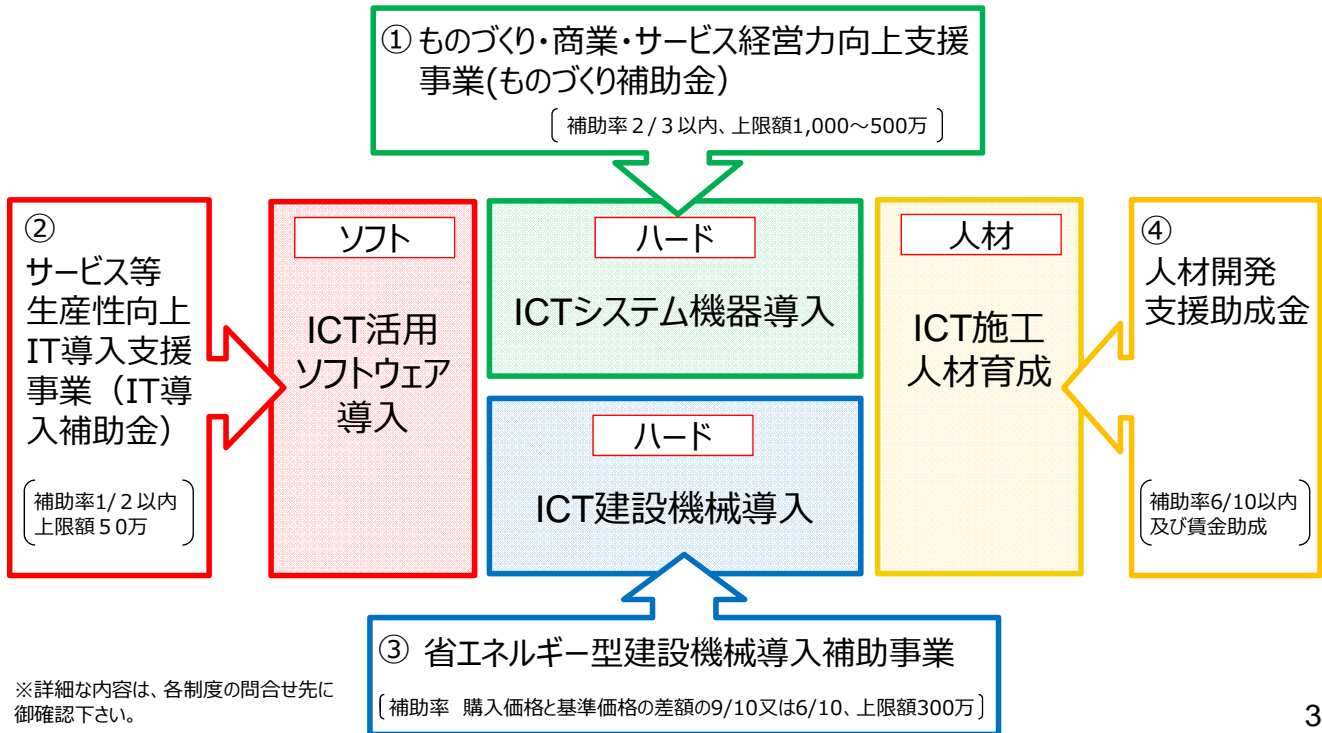 ① ものづくり・商業・サービス経営力向上支援
事業(ものづくり補助金）
補助率２/３以内、上限額1,000～500万
②
サービス等
生産性向上
IT導入支援
事業（IT導
入補助金）
補助率1/２以内
上限額５0万
ソフト
ICT活用
ソフトウェア
導入
ハード
ICTシステム機器導入
ハード
ICT建設機械導入
人材
ICT施工
人材育成
④
人材開発
支援助成金
補助率6/10以内
及び賃金助成
③ 省エネルギー型建設機械導入補助事業
補助率 購入価格と基準価格の差額の9/10又は6/10、上限額300万
※詳細な内容は、各制度の問合せ先に
御確認下さい。
3